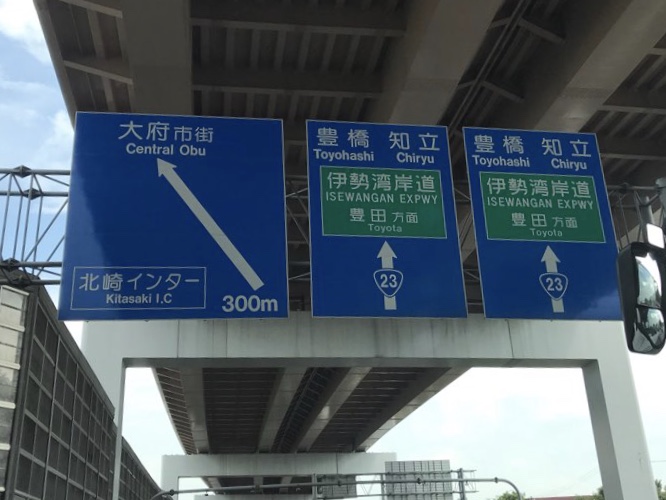 大府市街
Central Obu
北崎インター
Kitasaki I.C
300m
豊橋 知立
Toyohashi Chiryu
伊勢湾岸道
ISEWANGAN EXPWY
豊田 方面
Toyota
23
豊橋 知立
Toyohashi Chiryu
伊勢湾岸道
ISEWANGAN EXPWY
豊田 方面
Toyota
23